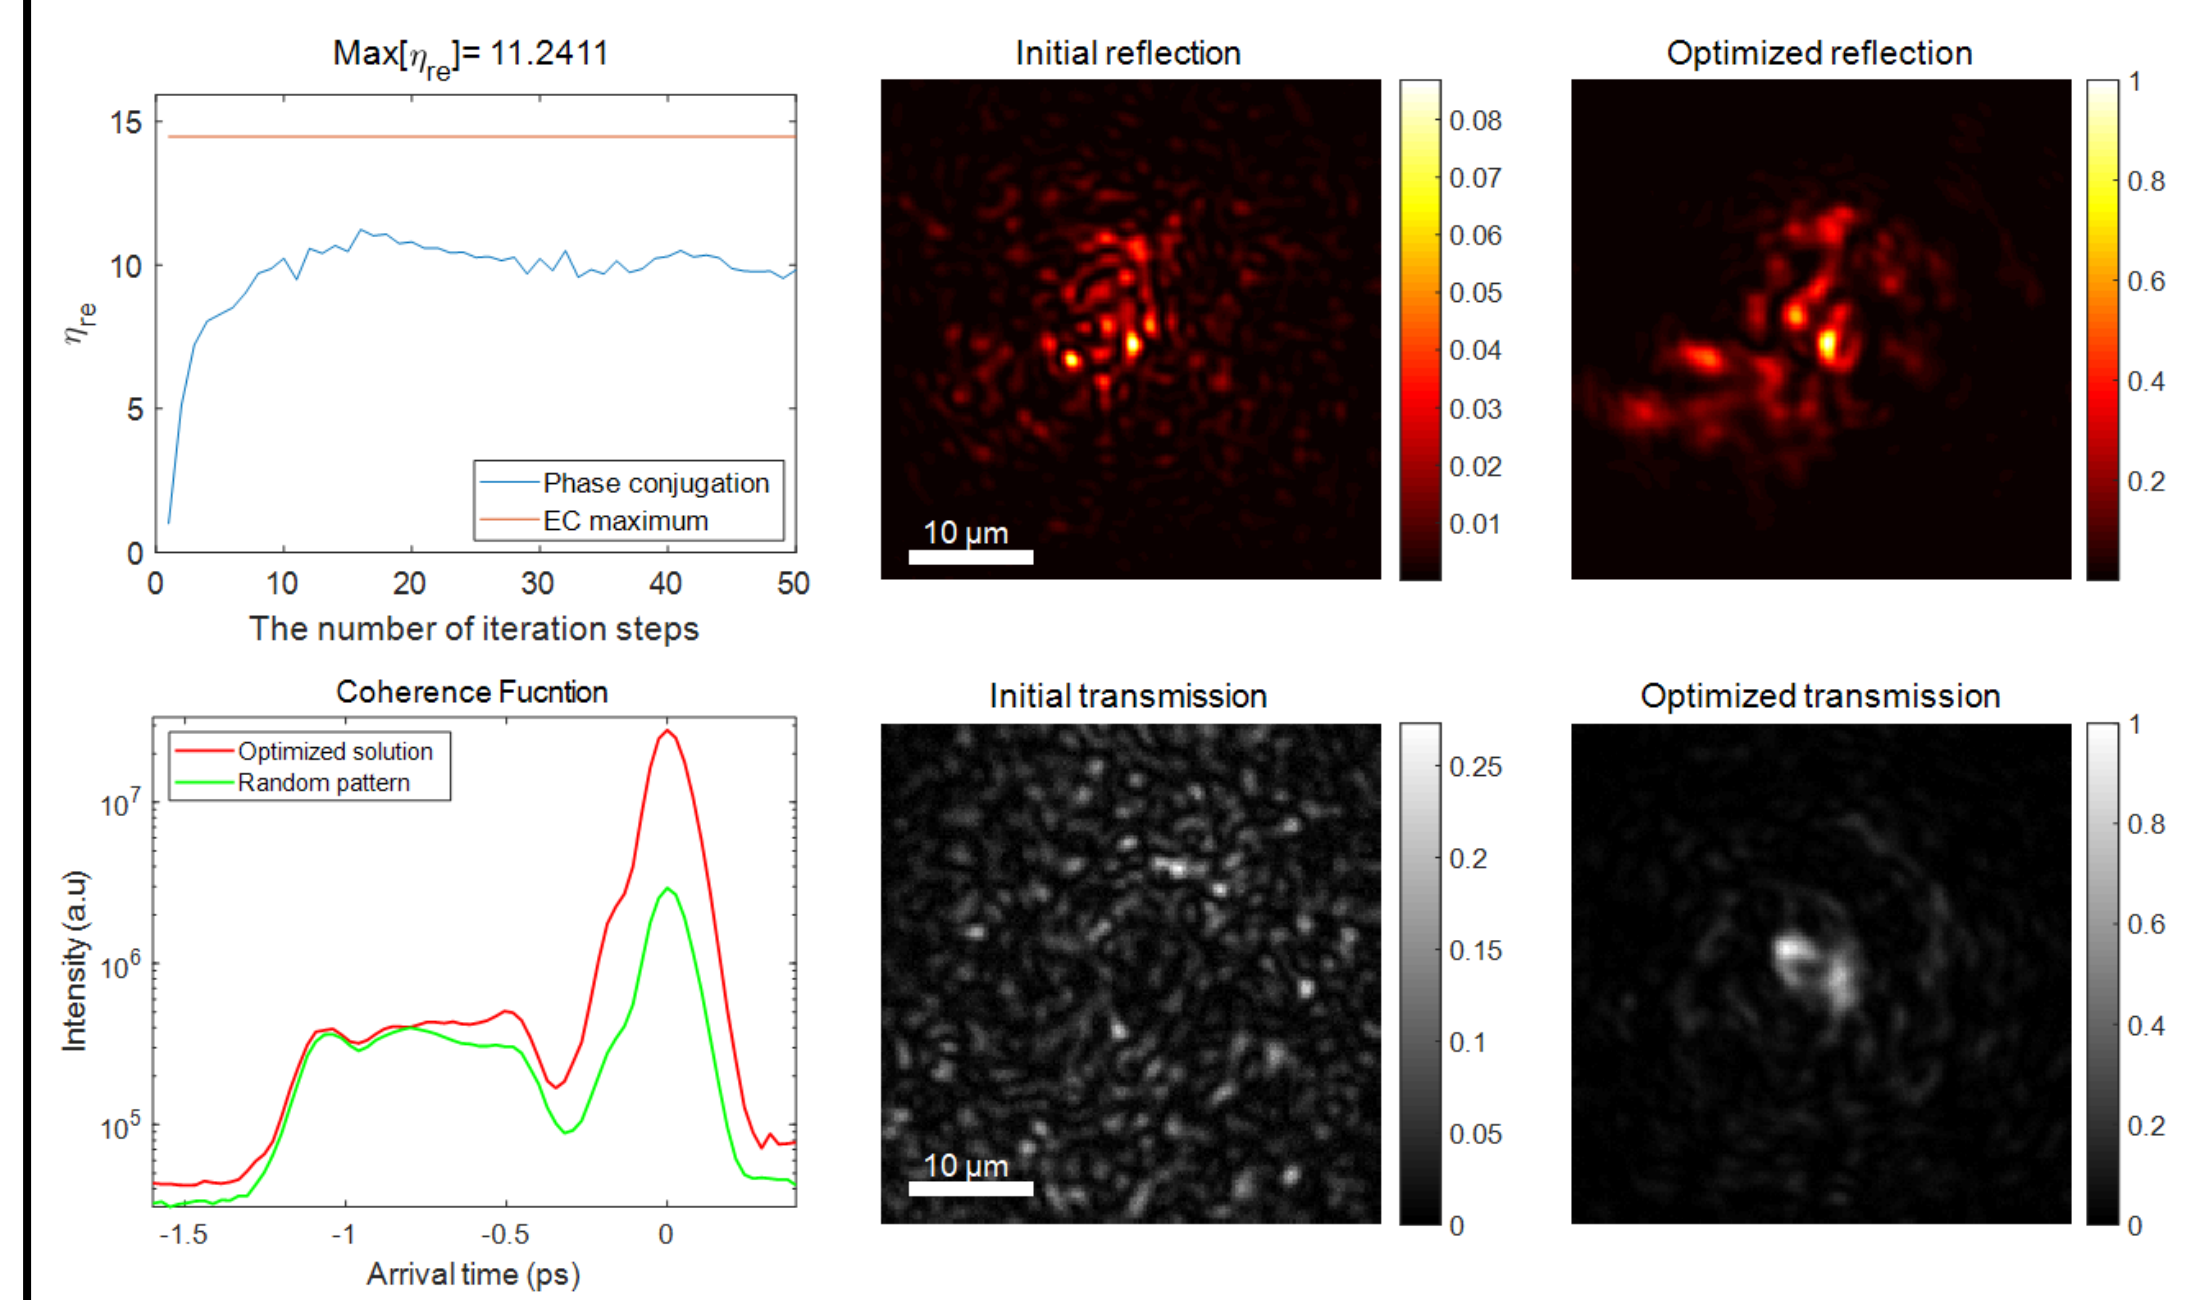 Max[η_re]= 11.2411
15
10
5
0
η_re
0 10 20 30 40 50
The number of iteration steps
Phase conjugation
EC maximum
Initial reflection
10 µm
0.08
0.07
0.06
0.05
0.04
0.03
0.02
0.01
Optimized reflection
1
0.8
0.6
0.4
0.2
Coherence Fucntion
Optimized solution
Random pattern
10^7
10^6
10^5
Intensity (a.u)
-1.5 -1 -0.5 0
Arrival time (ps)
Initial transmission
10 µm
0.25
0.2
0.15
0.1
0.05
0
Optimized transmission
1
0.8
0.6
0.4
0.2
0